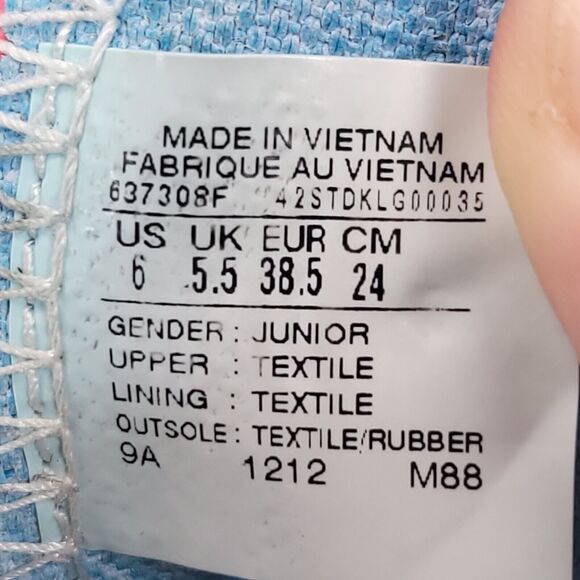 MADE IN VIETNAM
FABRIQUE AU VIETNAM
637308F 42STDKLG00035
US UK EUR CM
6 5.5 38.5 24
GENDER : JUNIOR
UPPER : TEXTILE
LINING : TEXTILE
OUTSOLE : TEXTILE/RUBBER
9A 1212 M88